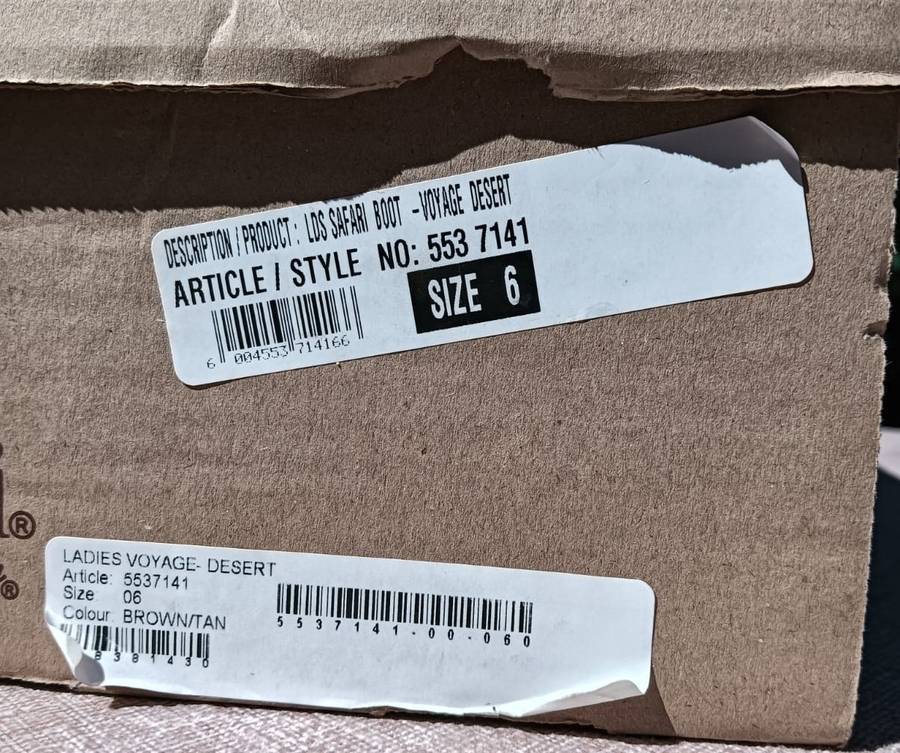 DESCRIPTION / PRODUCT : LDS SAFARI BOOT -VOYAGE DESERT
ARTICLE / STYLE NO: 553 7141
SIZE 6
6 004553 714166
®
®
LADIES VOYAGE- DESERT
Article: 5537141
Size 06
Colour: BROWN/TAN
5537141-00-060
8381430